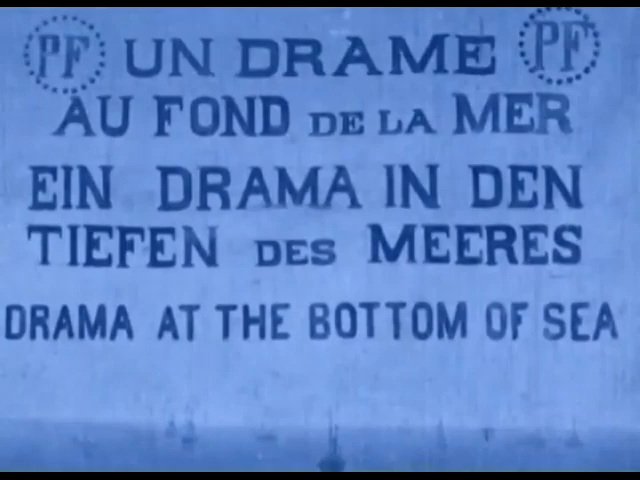 PF UN DRAME PF
AU FOND DE LA MER
EIN DRAMA IN DEN
TIEFEN DES MEERES
DRAMA AT THE BOTTOM OF SEA